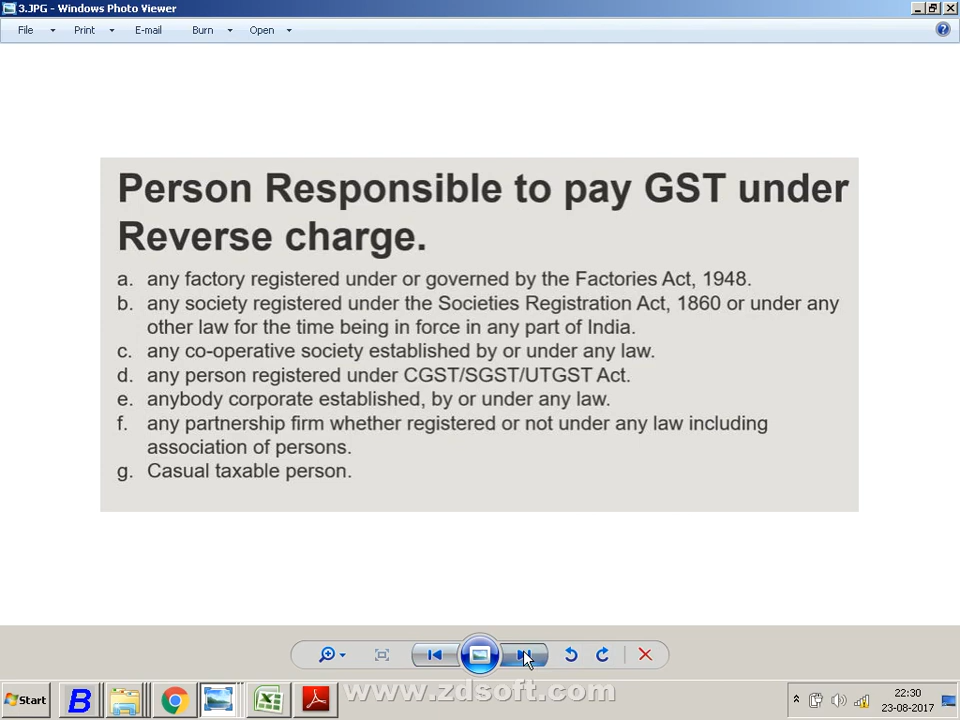 3.JPG - Windows Photo Viewer
File Print E-mail Burn Open
Person Responsible to pay GST under
Reverse charge.
a. any factory registered under or governed by the Factories Act, 1948.
b. any society registered under the Societies Registration Act, 1860 or under any
other law for the time being in force in any part of India.
c. any co-operative society established by or under any law.
d. any person registered under CGST/SGST/UTGST Act.
e. anybody corporate established, by or under any law.
f. any partnership firm whether registered or not under any law including
association of persons.
g. Casual taxable person.
Start B www.zdsoft.com 22:30
23-08-2017